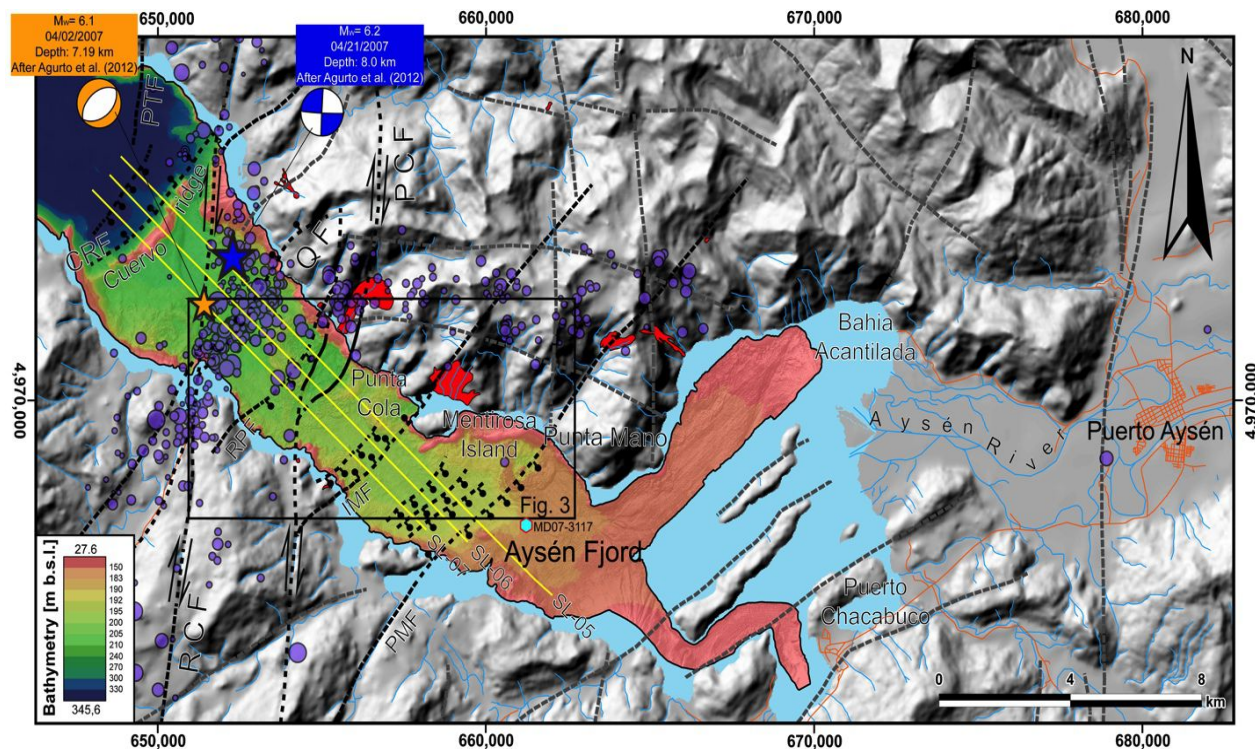 650,000
660,000
670,000
680,000
Mw= 6.1
04/02/2007
Depth: 7.19 km
After Agurto et al. (2012)
Mw= 6.2
04/21/2007
Depth: 8.0 km
After Agurto et al. (2012)
N
PTF
PCF
QF
CRF
Cuervo ridge
Bahia
Acantilada
4,970,000
4,970,000
Punta
Cola
Mentirosa
Island
Punta Mano
Aysén River
Puerto Aysén
RPF
IMF
Fig. 3
MD07-3117
Aysén Fjord
SL-07
SL-06
SL-05
PMF
RCF
Puerto
Chacabuco
Bathymetry [m b.s.l.]
27.6
150
183
190
192
195
200
205
210
240
270
300
330
345,6
0
4
8
km
650,000
660,000
670,000
680,000